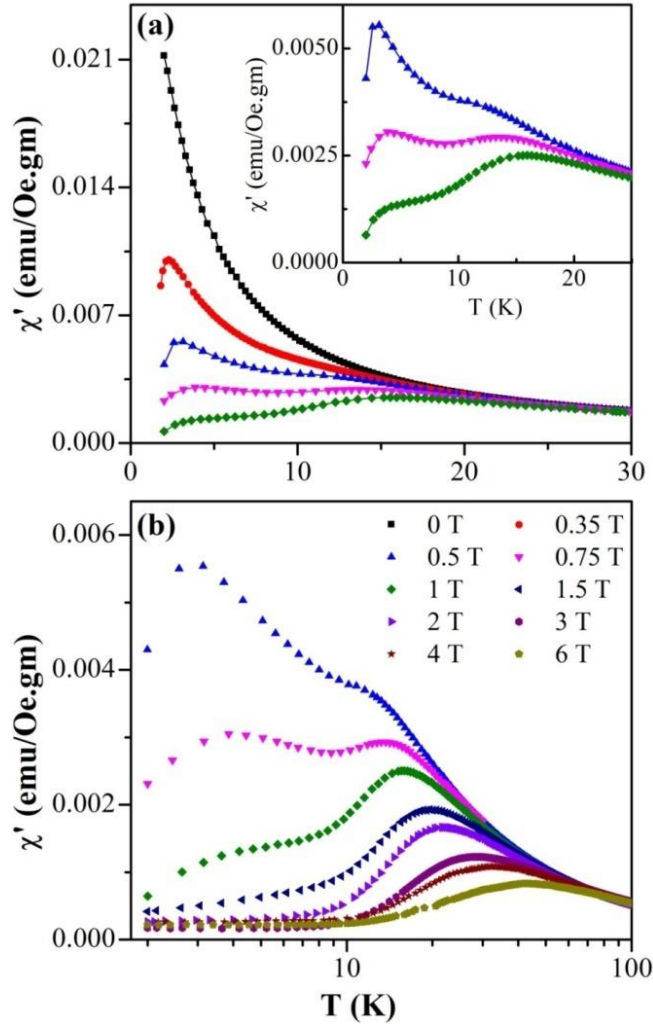 (a)
0.021
0.014
0.007
0.000
χ' (emu/Oe.gm)
0 10 20 30
0.0050
0.0025
0.0000
χ' (emu/Oe.gm)
0 10 20
T (K)
(b)
0.006
0.004
0.002
0.000
χ' (emu/Oe.gm)
0 T 0.35 T
0.5 T 0.75 T
1 T 1.5 T
2 T 3 T
4 T 6 T
10 100
T (K)